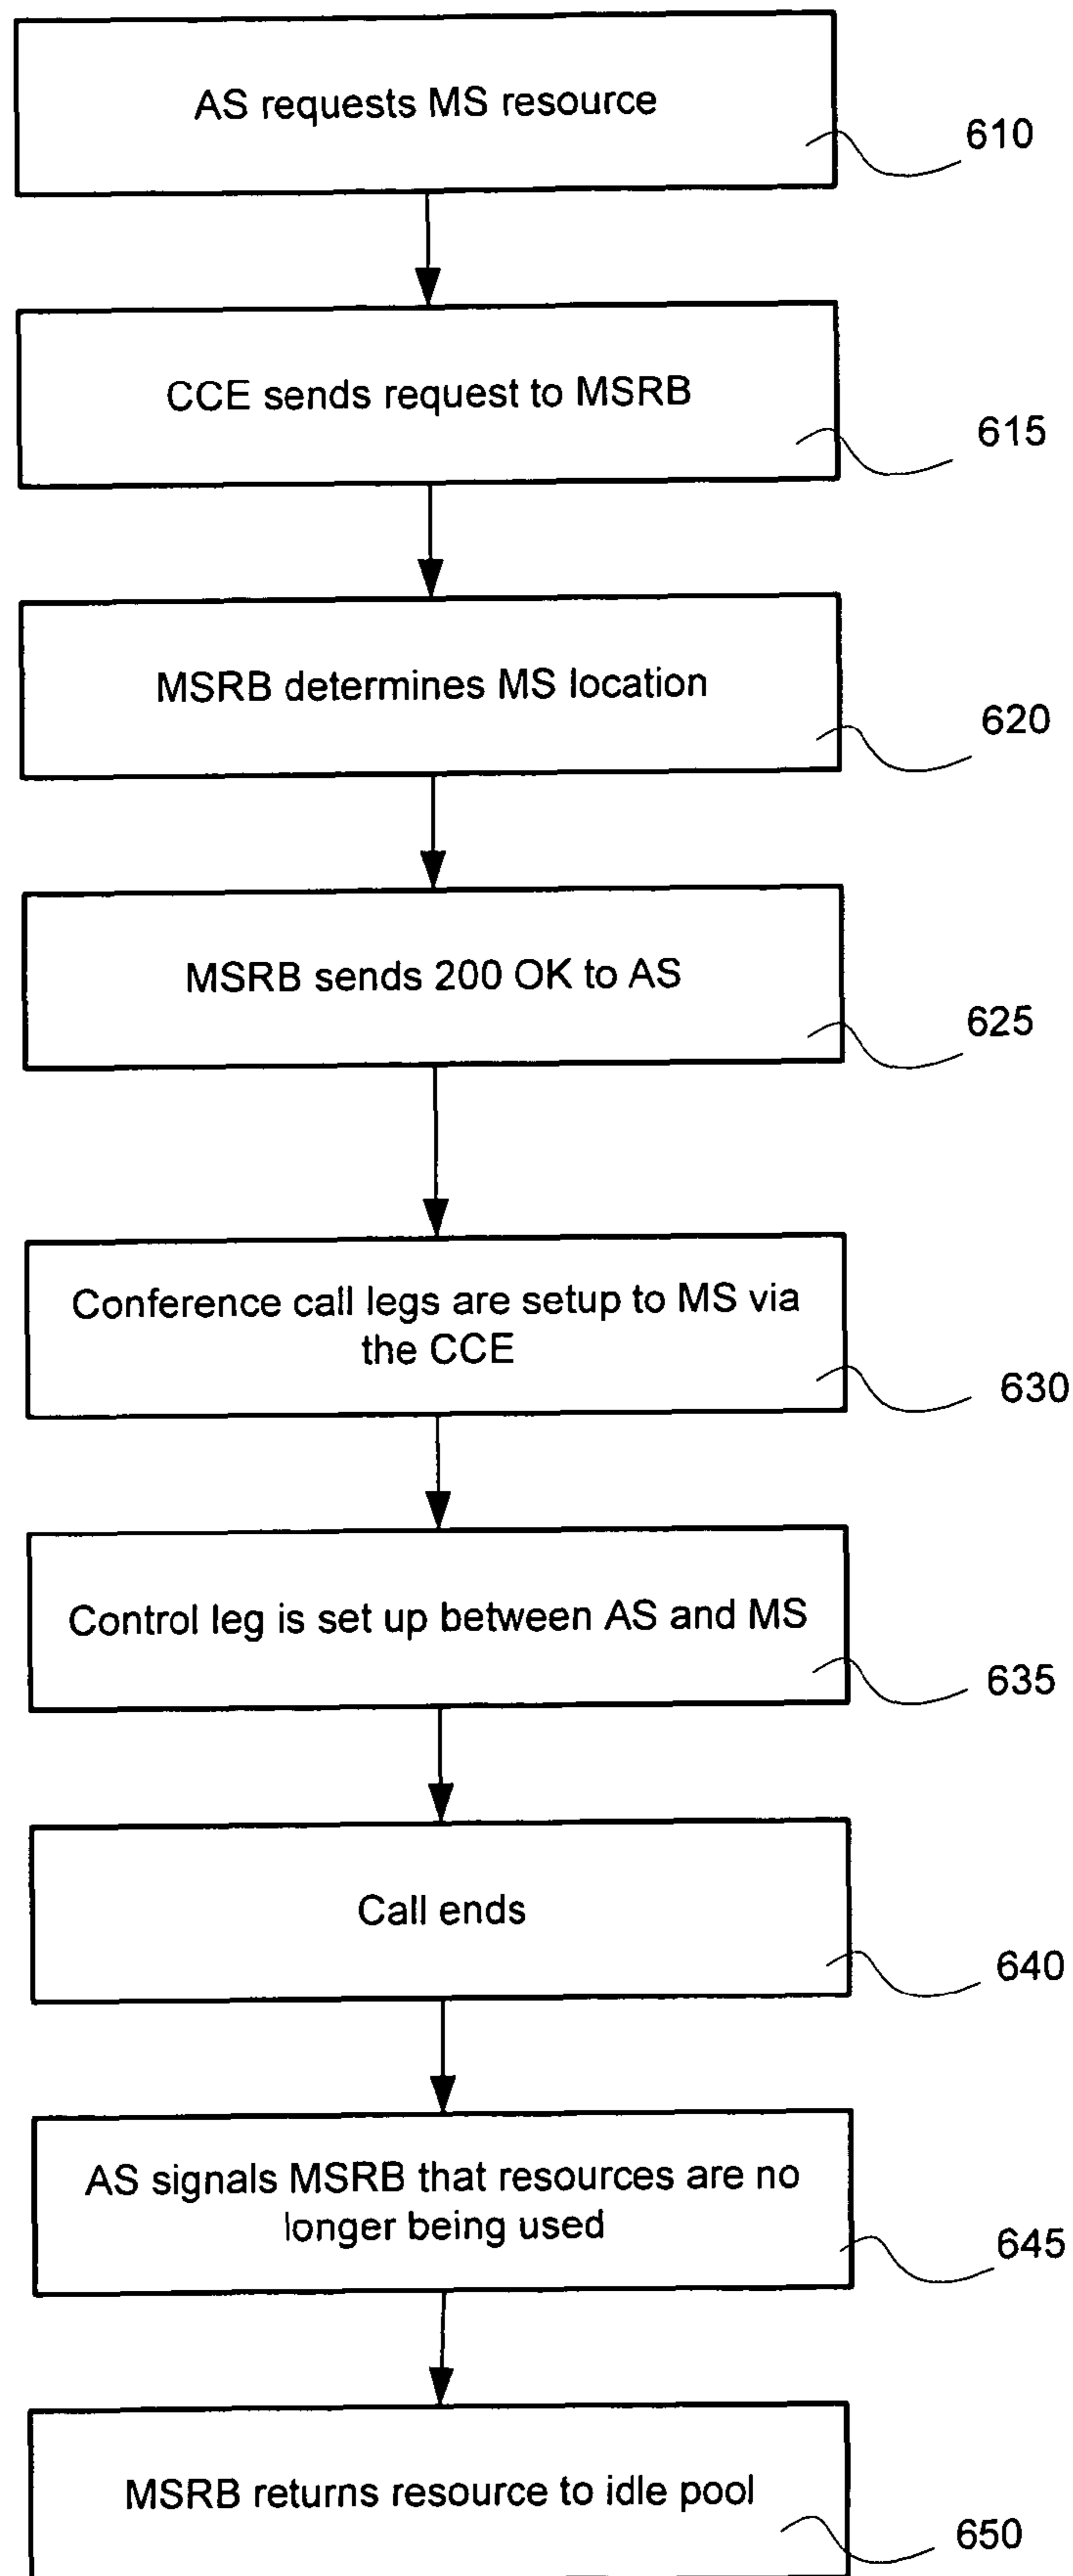 AS requests MS resource
610
CCE sends request to MSRB
615
MSRB determines MS location
620
MSRB sends 200 OK to AS
625
Conference call legs are setup to MS via
the CCE
630
Control leg is set up between AS and MS
635
Call ends
640
AS signals MSRB that resources are no
longer being used
645
MSRB returns resource to idle pool
650